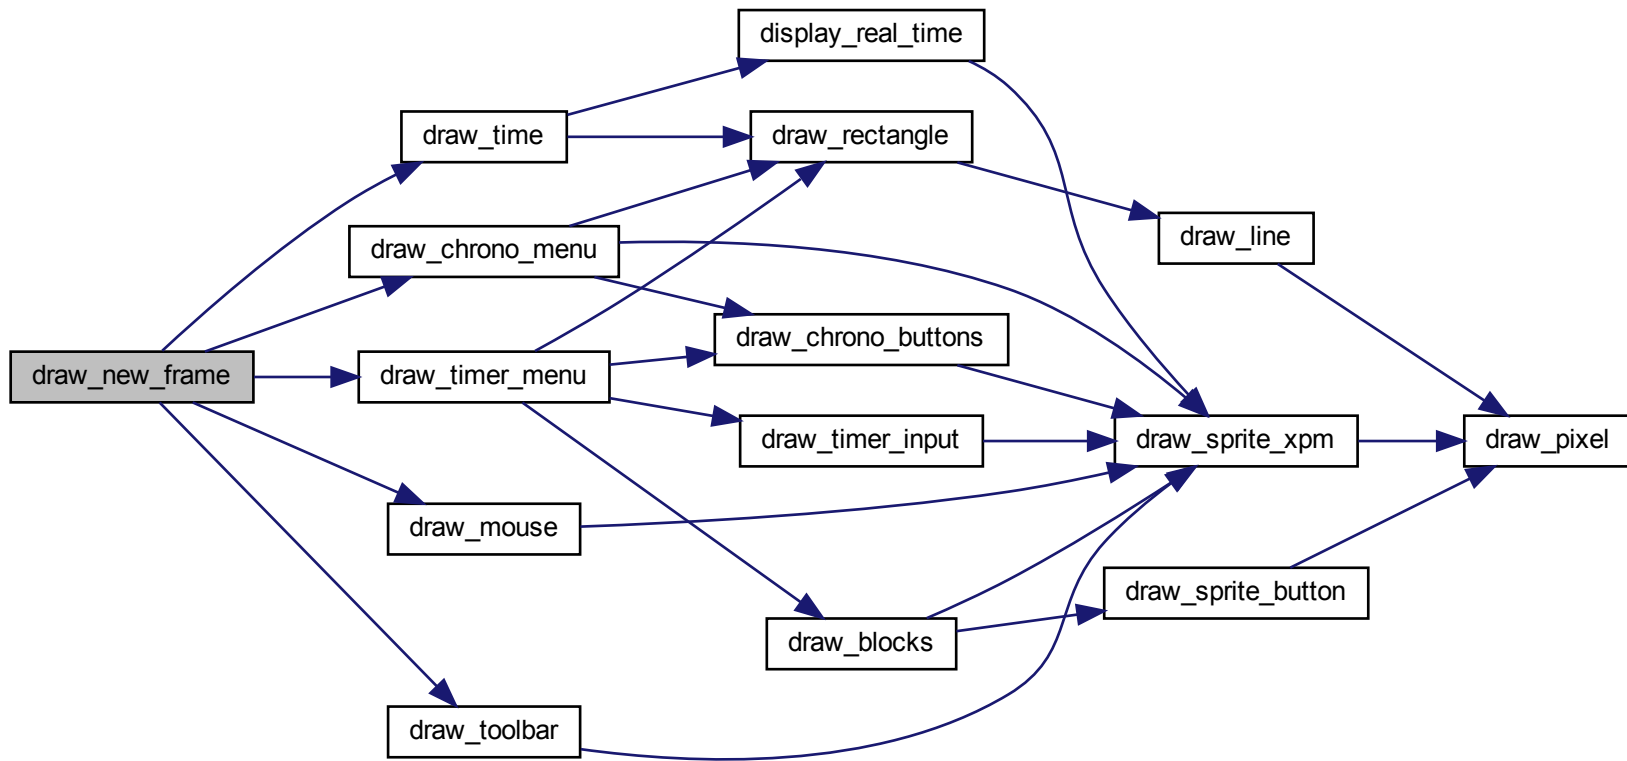 display_real_time
draw_time
draw_rectangle
draw_line
draw_chrono_menu
draw_chrono_buttons
draw_new_frame
draw_timer_menu
draw_timer_input
draw_sprite_xpm
draw_pixel
draw_mouse
draw_sprite_button
draw_blocks
draw_toolbar